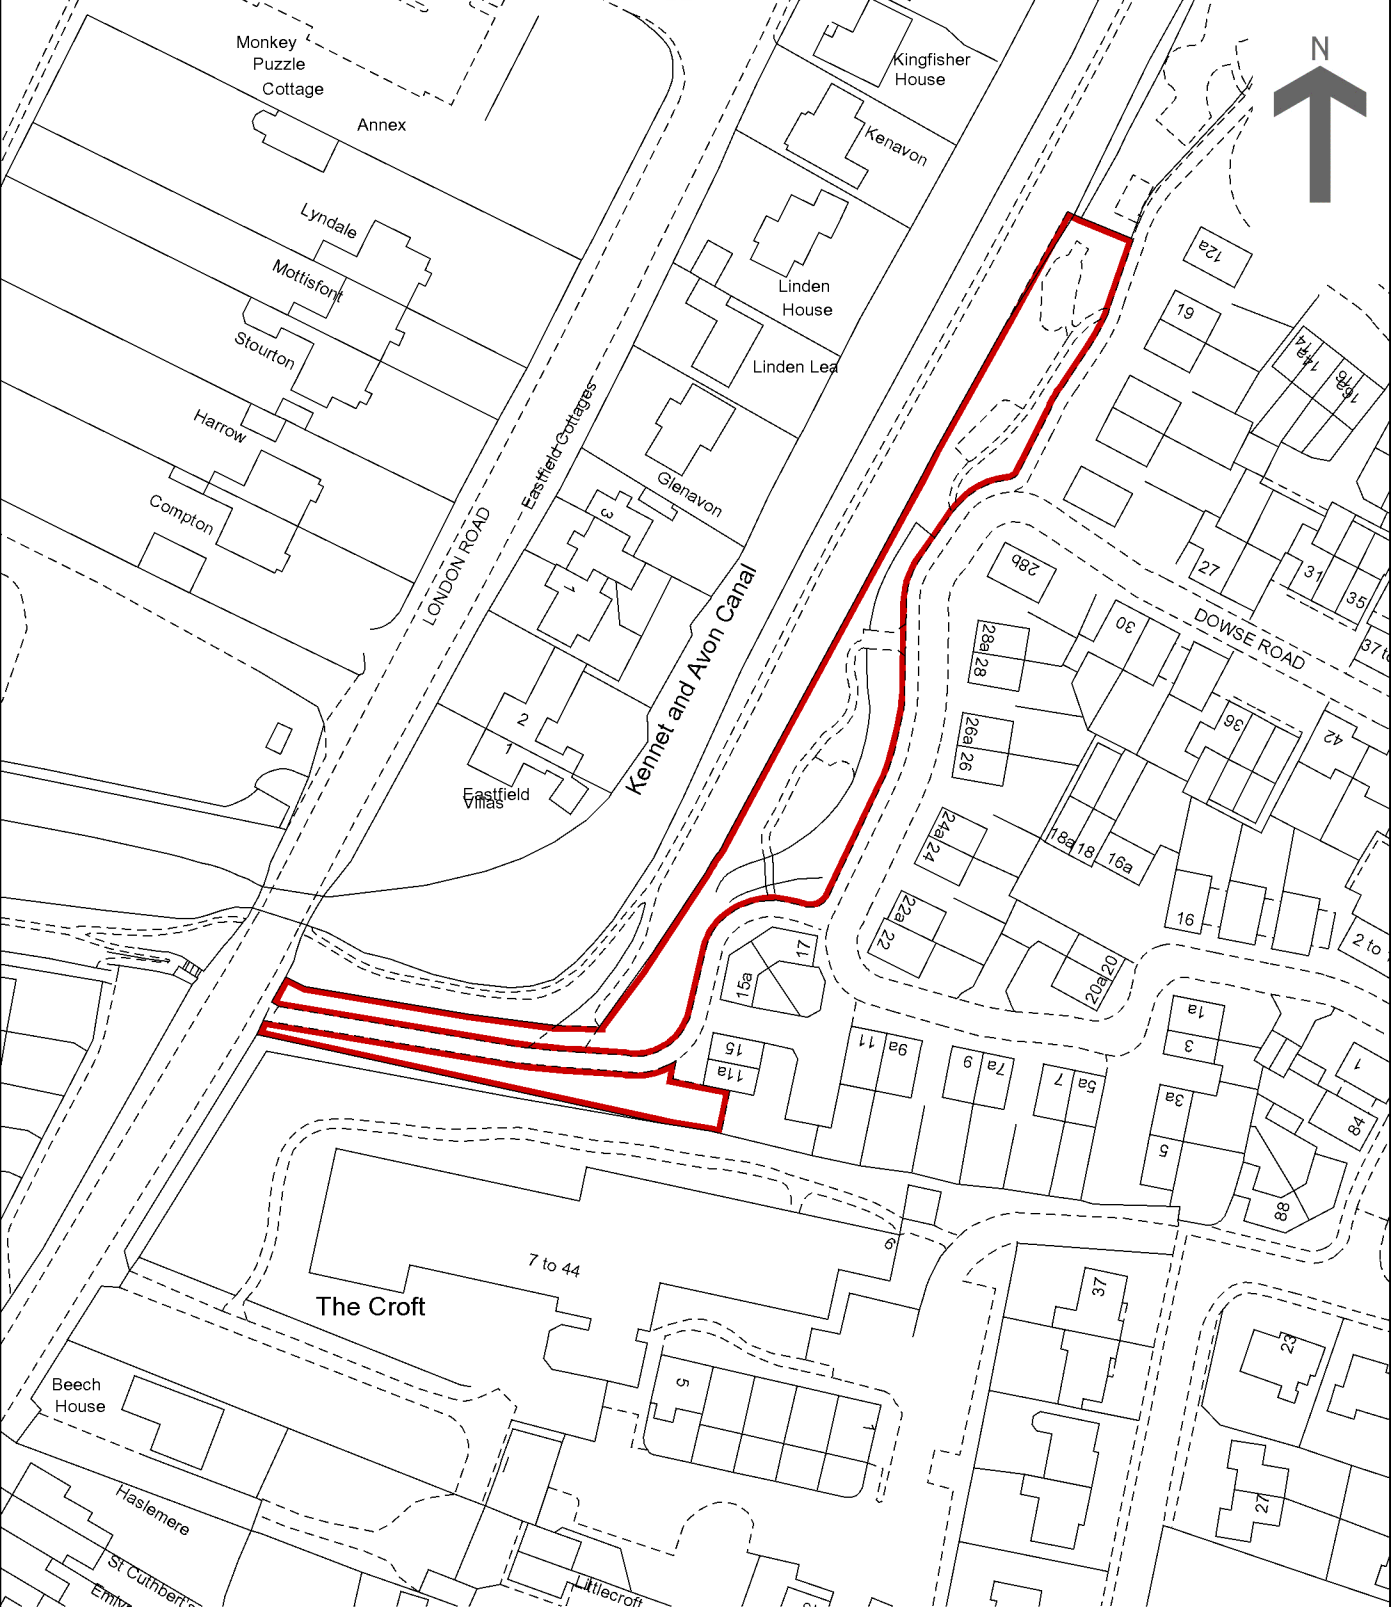 N
Monkey
Puzzle
Cottage
Annex
Kingfisher
House
Kenavon
Lyndale
Mottisfont
Stourton
Harrow
Compton
Linden
House
Linden Lea
Glenavon
Eastfield Cottages
LONDON ROAD
3
1
2
1
Eastfield
Villas
Kennet and Avon Canal
12a
19
14
14a
16
16a
27
31
35
37 to
DOWSE ROAD
28b
30
28a
28
36
42
26a
26
24a
24
18a
18
16a
22a
22
16
2 to
20
20a
17
15a
15
11a
11
9a
9
7a
7
5a
1a
3
3a
5
1
84
88
6
7 to 44
The Croft
37
23
27
5
1
Beech
House
Haslemere
St Cuthbert's
Littlecroft